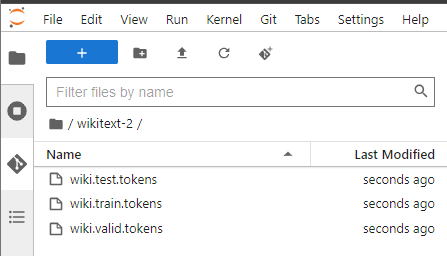 File Edit View Run Kernel Git Tabs Settings Help
+
Filter files by name
/ wikitext-2 /
Name Last Modified
wiki.test.tokens seconds ago
wiki.train.tokens seconds ago
wiki.valid.tokens seconds ago